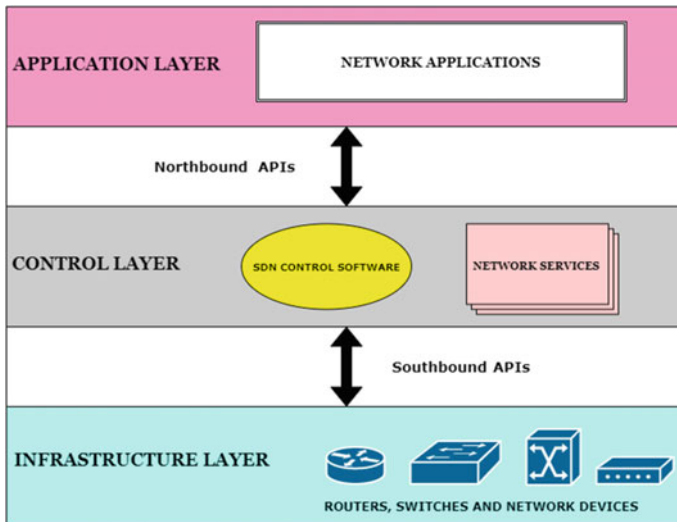 APPLICATION LAYER
NETWORK APPLICATIONS
Northbound APIs
CONTROL LAYER
SDN CONTROL SOFTWARE
NETWORK SERVICES
Southbound APIs
INFRASTRUCTURE LAYER
ROUTERS, SWITCHES AND NETWORK DEVICES